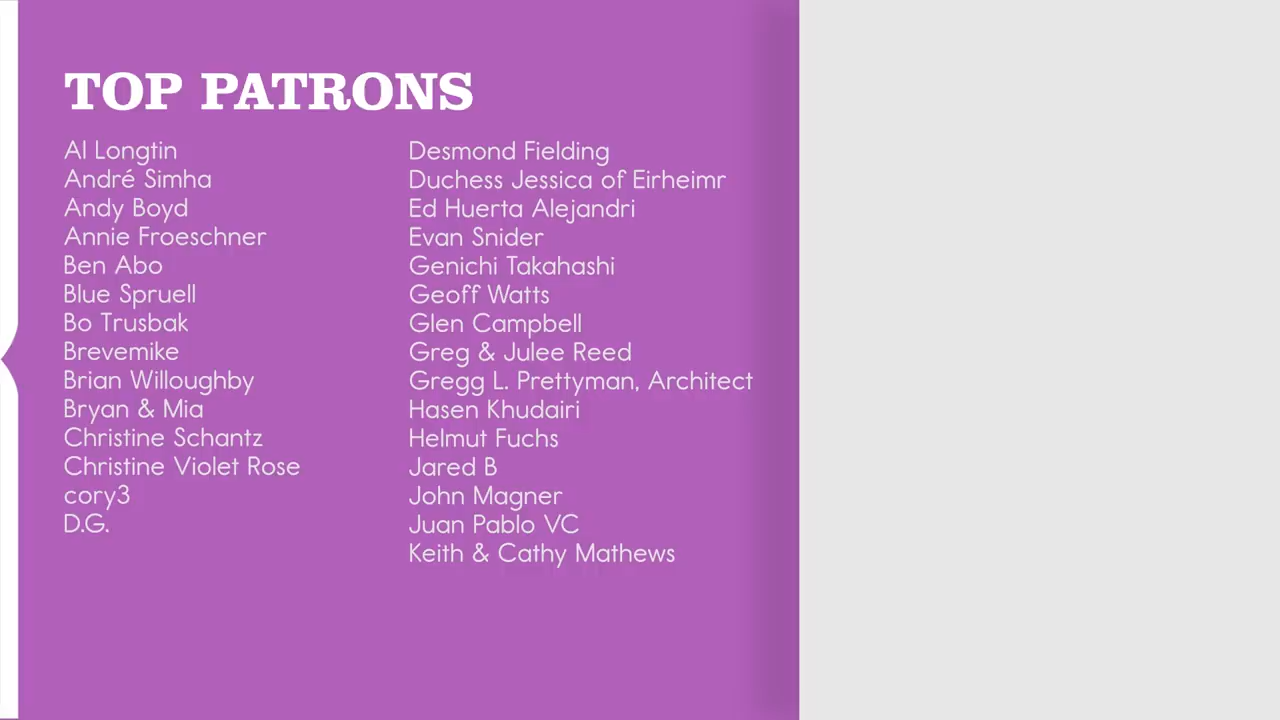 TOP PATRONS
Al Longtin
André Simha
Andy Boyd
Annie Froeschner
Ben Abo
Blue Spruell
Bo Trusbak
Brevemike
Brian Willoughby
Bryan & Mia
Christine Schantz
Christine Violet Rose
cory3
D.G.
Desmond Fielding
Duchess Jessica of Eirheimr
Ed Huerta Alejandri
Evan Snider
Genichi Takahashi
Geoff Watts
Glen Campbell
Greg & Julee Reed
Gregg L. Prettyman, Architect
Hasen Khudairi
Helmut Fuchs
Jared B
John Magner
Juan Pablo VC
Keith & Cathy Mathews